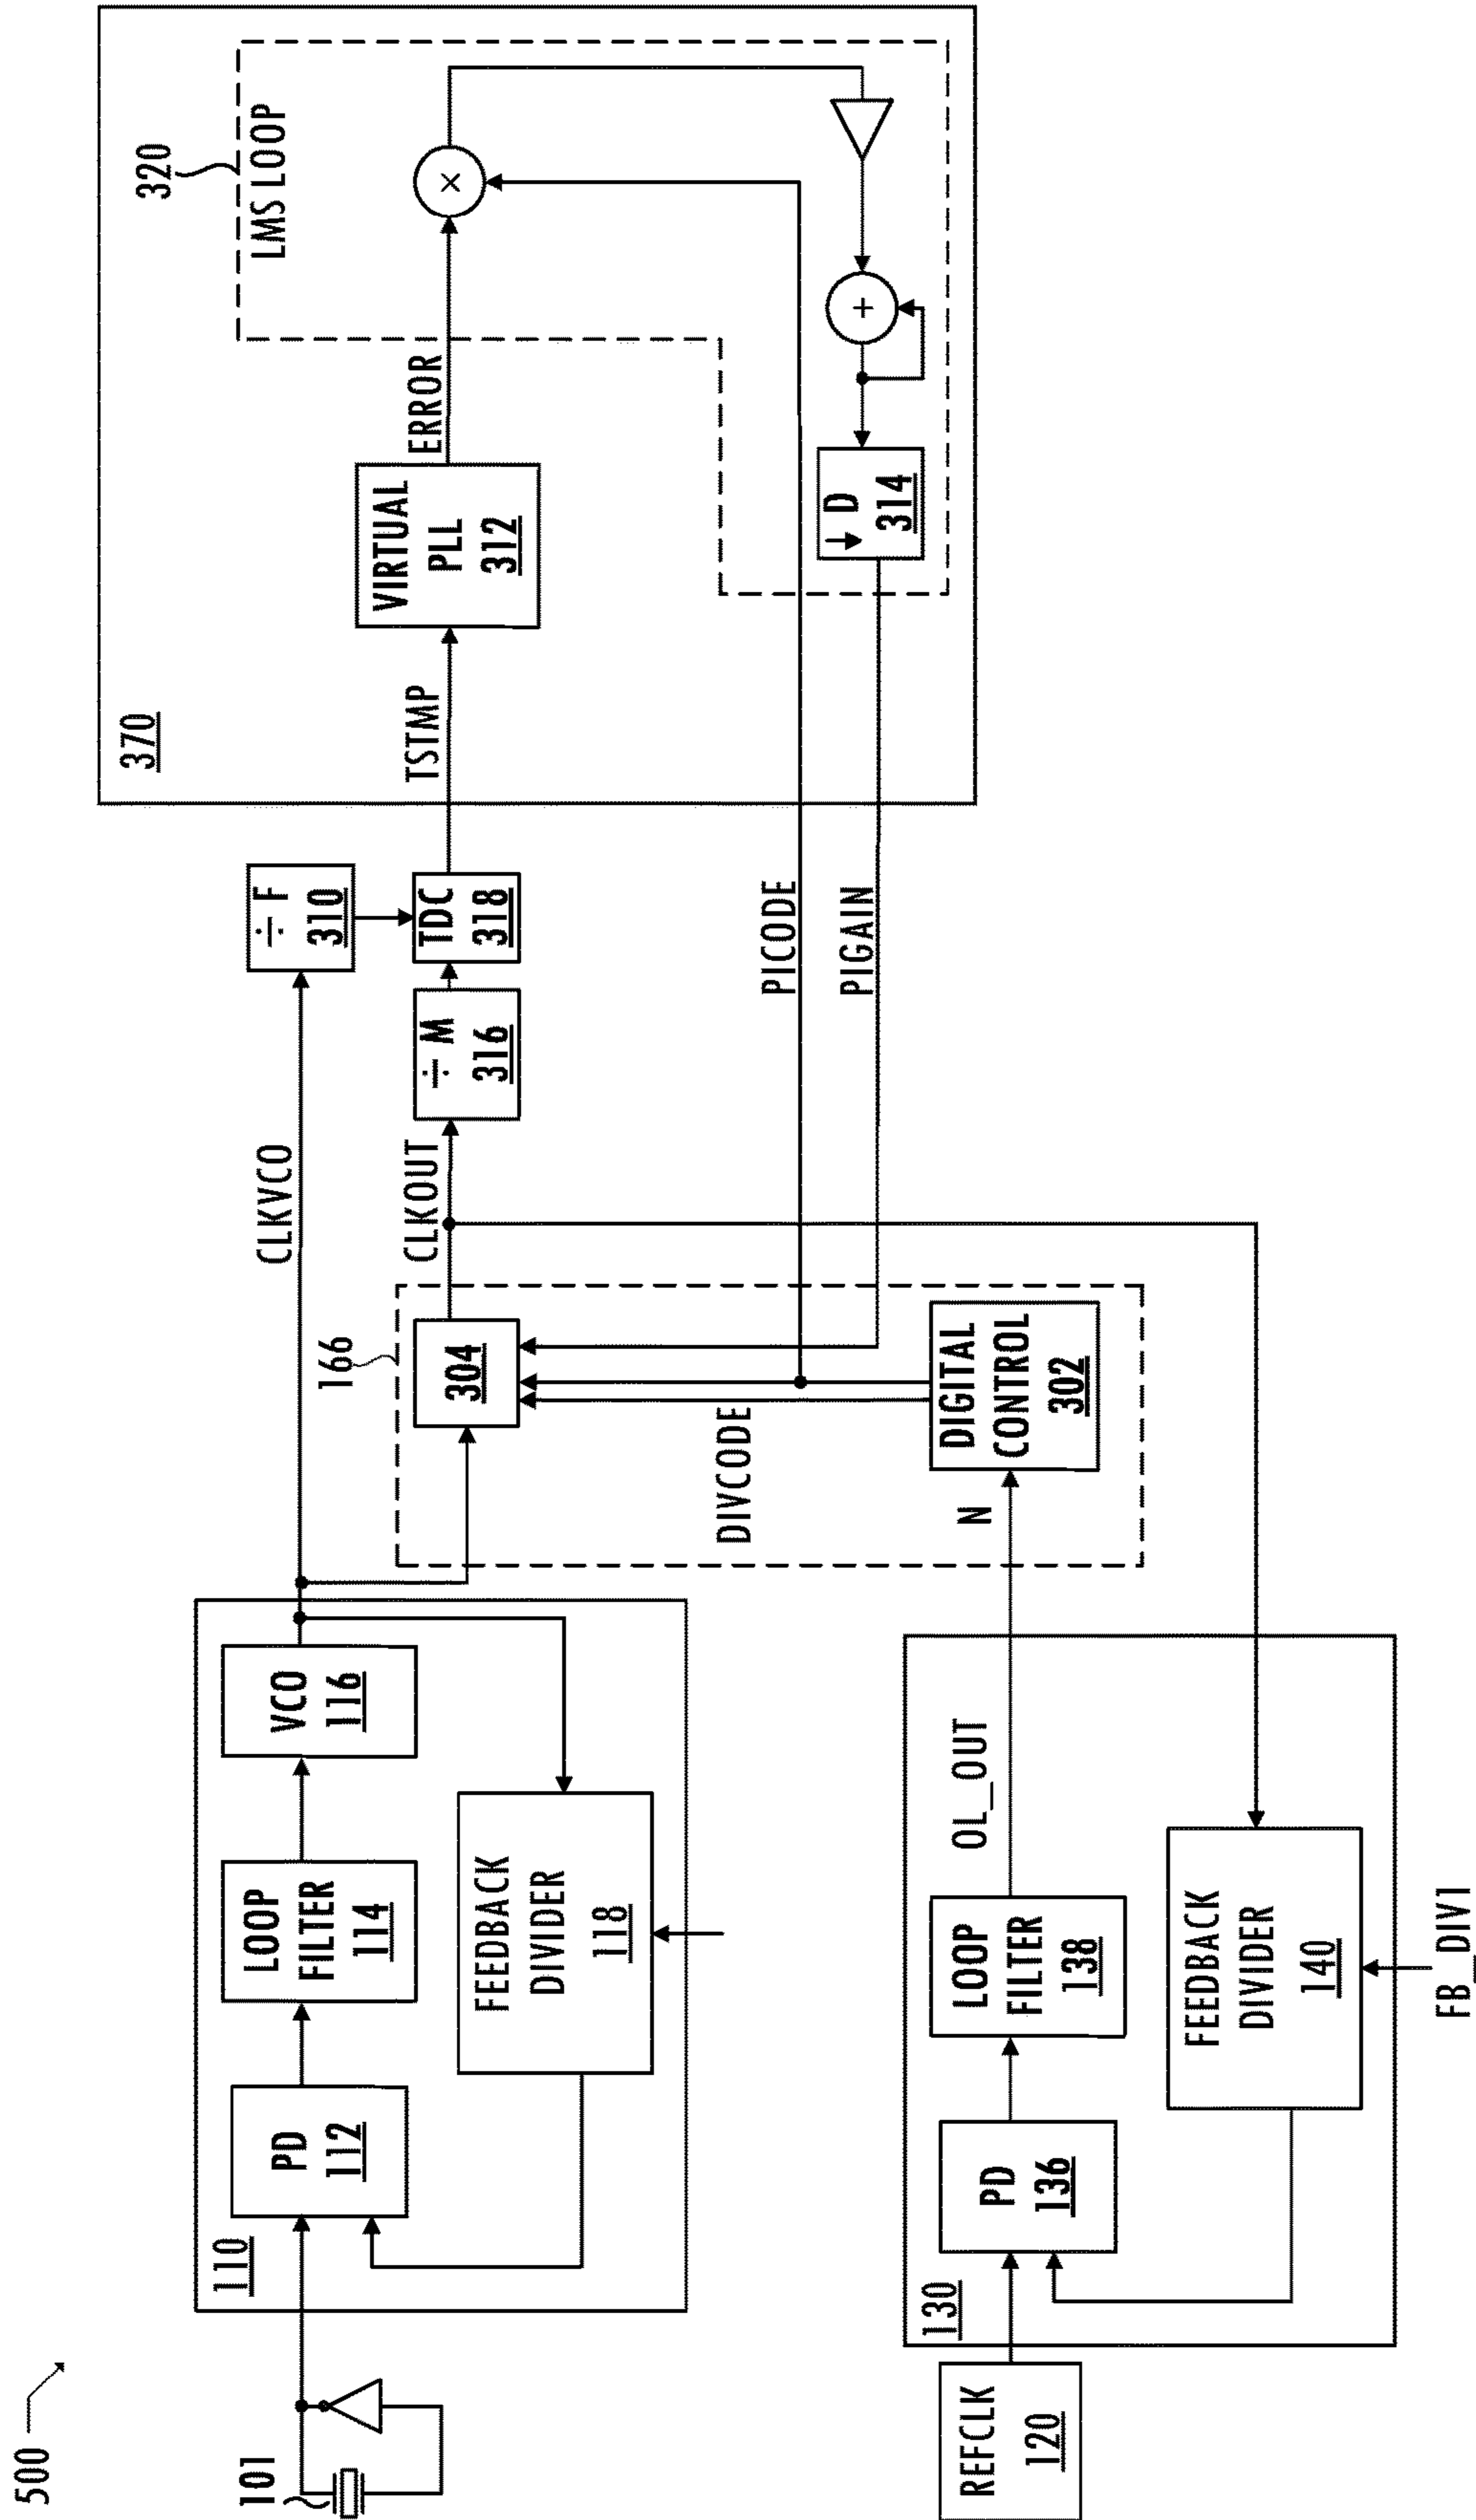 500
101
110
PD
112
LOOP
FILTER
114
VCO
116
FEEDBACK
DIVIDER
118
CLKVCO
÷ F
310
166
304
CLKOUT
÷ M
316
TDC
318
TSTMP
370
VIRTUAL
PLL
312
ERROR
320
LMS LOOP
×
+
↓ D
314
PICODE
PIGAIN
DIVCODE
DIGITAL
CONTROL
302
N
REFCLK
120
130
PD
136
LOOP
FILTER
138
OL_OUT
FEEDBACK
DIVIDER
140
FB_DIV1